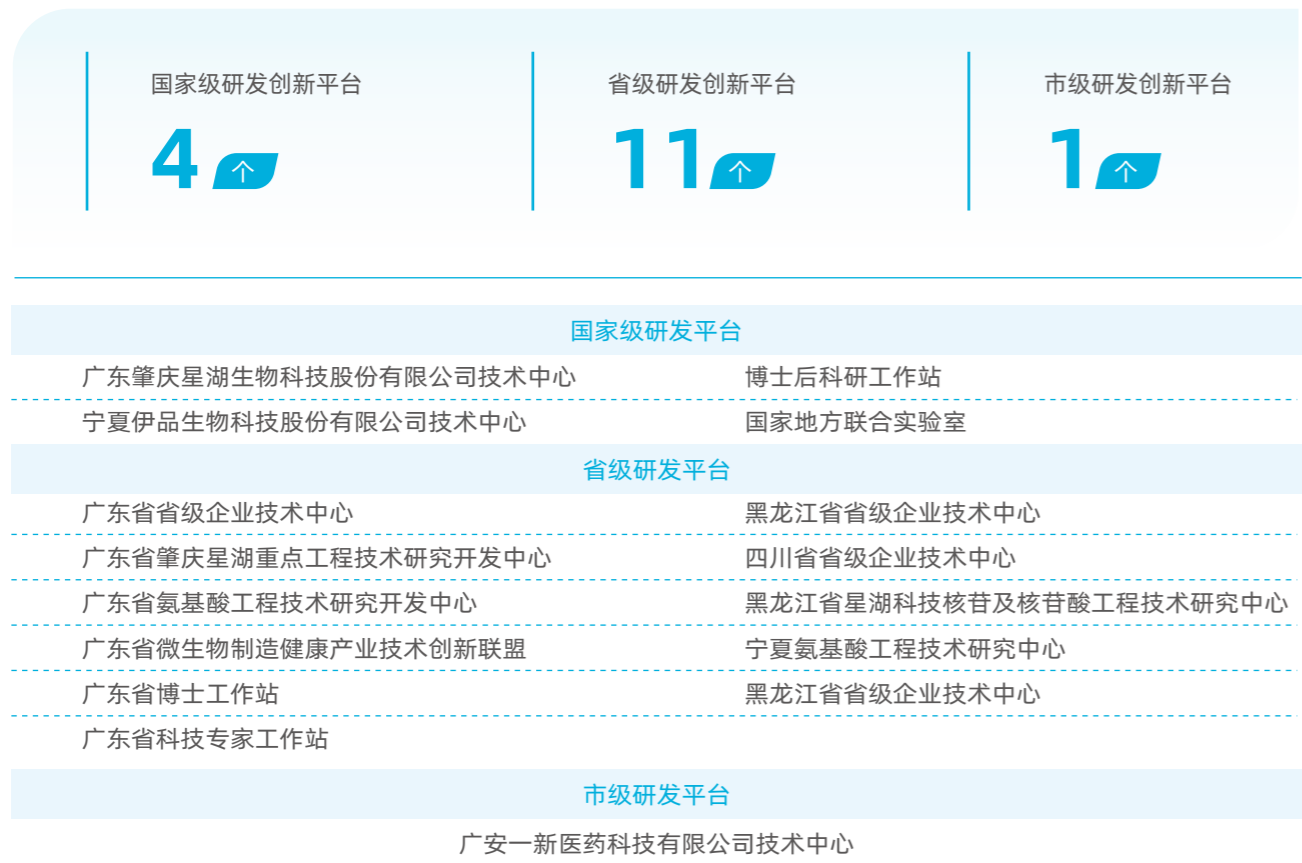 国家级研发创新平台 省级研发创新平台 市级研发创新平台
4个 11个 1个
国家级研发平台
广东肇庆星湖生物科技股份有限公司技术中心 博士后科研工作站
宁夏伊品生物科技股份有限公司技术中心 国家地方联合实验室
省级研发平台
广东省省级企业技术中心 黑龙江省省级企业技术中心
广东省肇庆星湖重点工程技术研究开发中心 四川省省级企业技术中心
广东省氨基酸工程技术研究开发中心 黑龙江省星湖科技核苷及核苷酸工程技术研究中心
广东省微生物制造健康产业技术创新联盟 宁夏氨基酸工程技术研究中心
广东省博士工作站 黑龙江省省级企业技术中心
广东省科技专家工作站
市级研发平台
广安一新医药科技有限公司技术中心